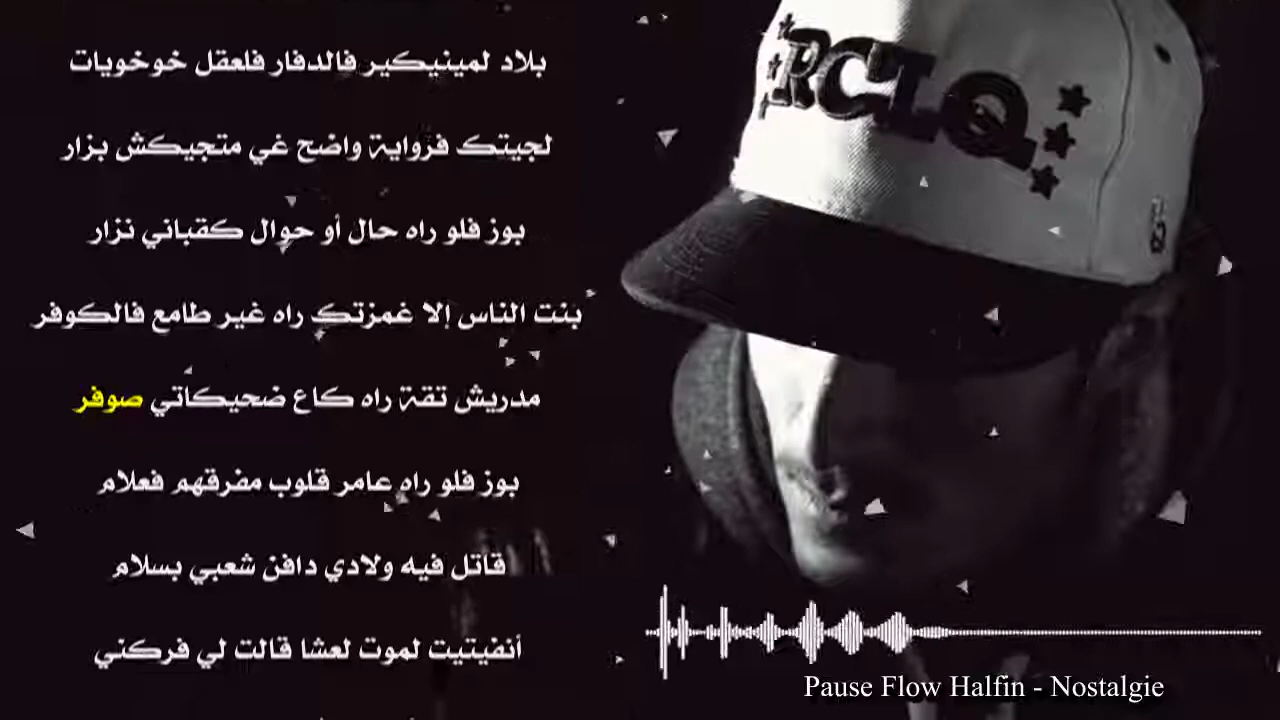 بلاد لمينيكير فالدفار فلعقل خوخويات
لجيتك فزواية واضح غي متجيكش بزار
بوز فلو راه حال أو حوال كقباني نزار
بنت الناس إلا غمزتك راه غير طامع فالكوفر
مدريش تقة راه كاع ضحيكاتي صوفر
بوز فلو راه عامر قلوب مفرقهم فعلام
قاتل فيه ولادي دافن شعبي بسلام
أنفيتيت لموت لعشا قالت لي فركني
RCLQ
Pause Flow Halfin - Nostalgie